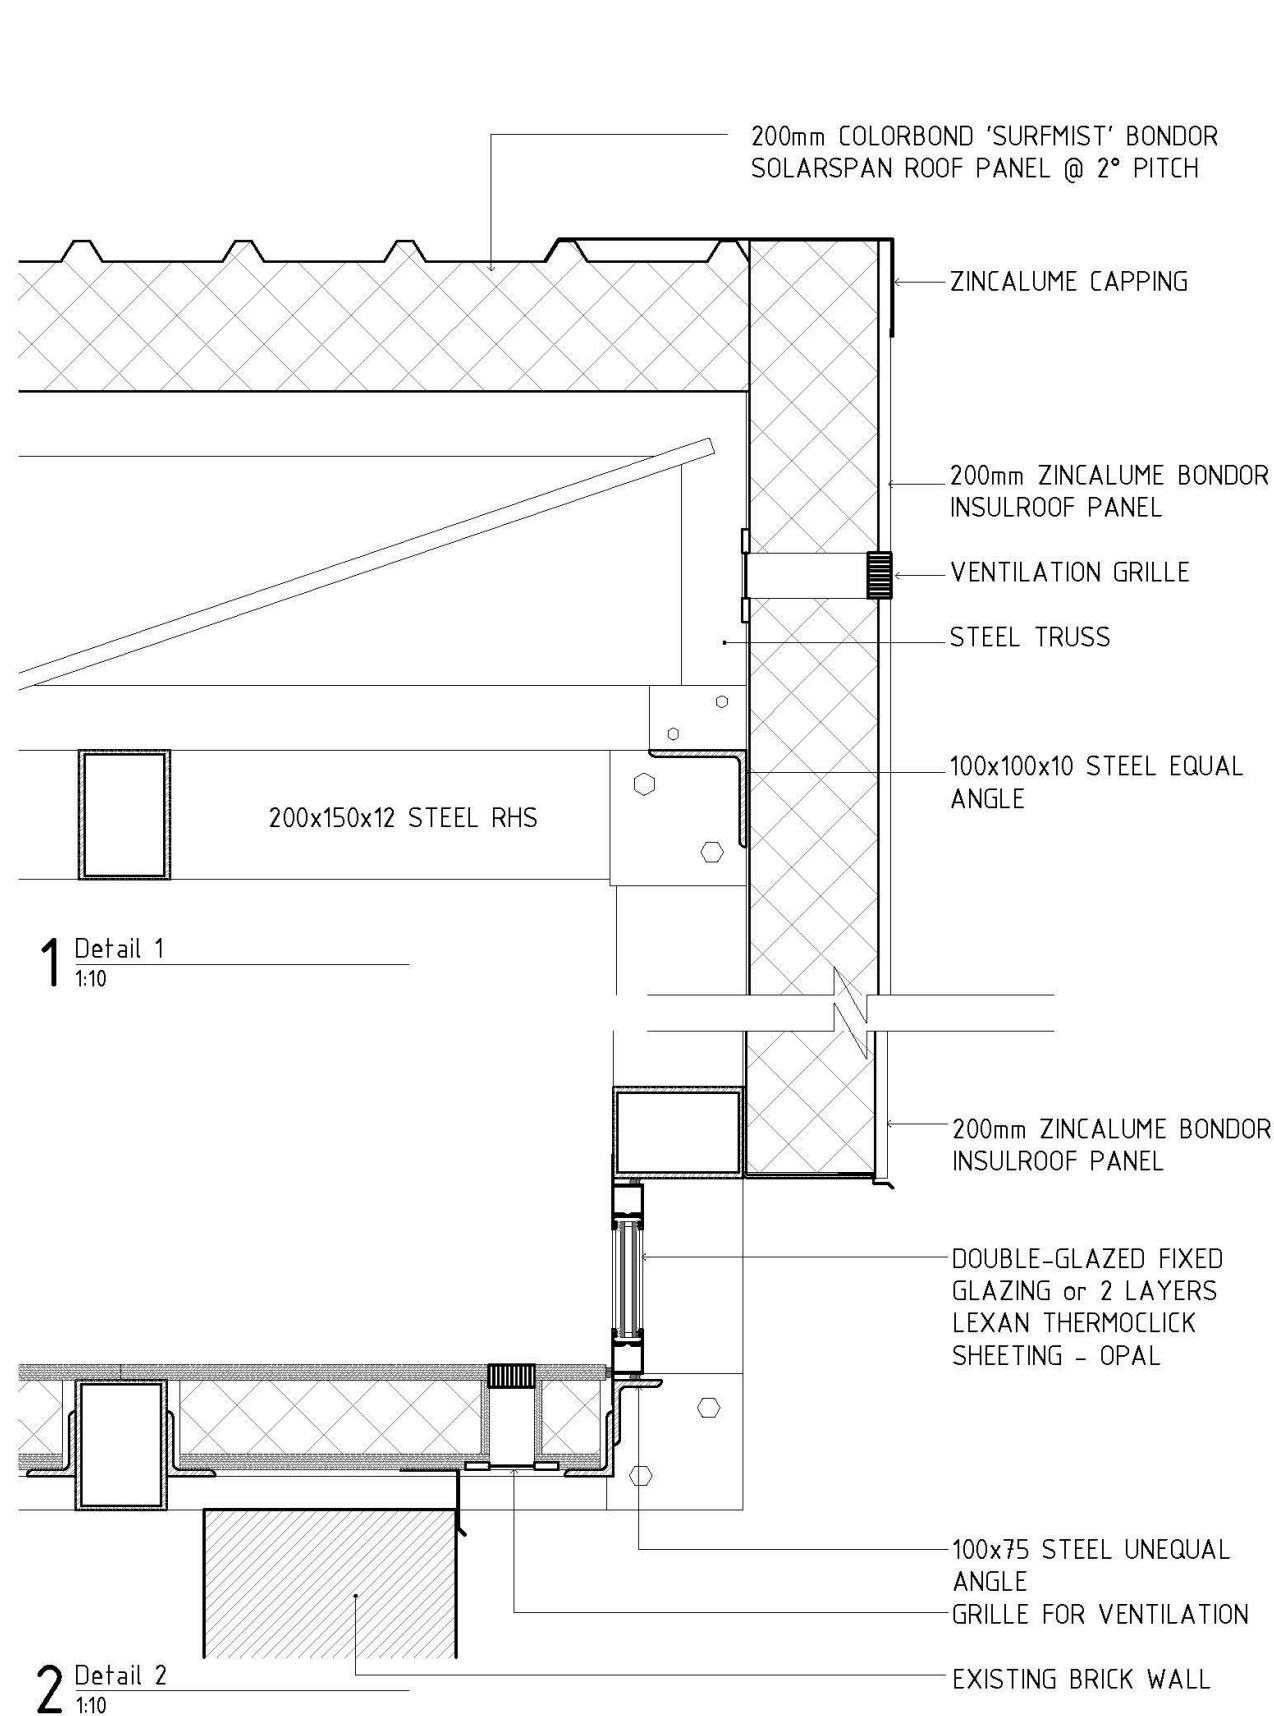 200mm COLORBOND 'SURFMIST' BONDOR
SOLARSPAN ROOF PANEL @ 2° PITCH
ZINCALUME CAPPING
200mm ZINCALUME BONDOR
INSULROOF PANEL
VENTILATION GRILLE
STEEL TRUSS
100x100x10 STEEL EQUAL
ANGLE
200x150x12 STEEL RHS
1 Detail 1
1:10
200mm ZINCALUME BONDOR
INSULROOF PANEL
DOUBLE-GLAZED FIXED
GLAZING or 2 LAYERS
LEXAN THERMOCLICK
SHEETING - OPAL
100x75 STEEL UNEQUAL
ANGLE
GRILLE FOR VENTILATION
EXISTING BRICK WALL
2 Detail 2
1:10